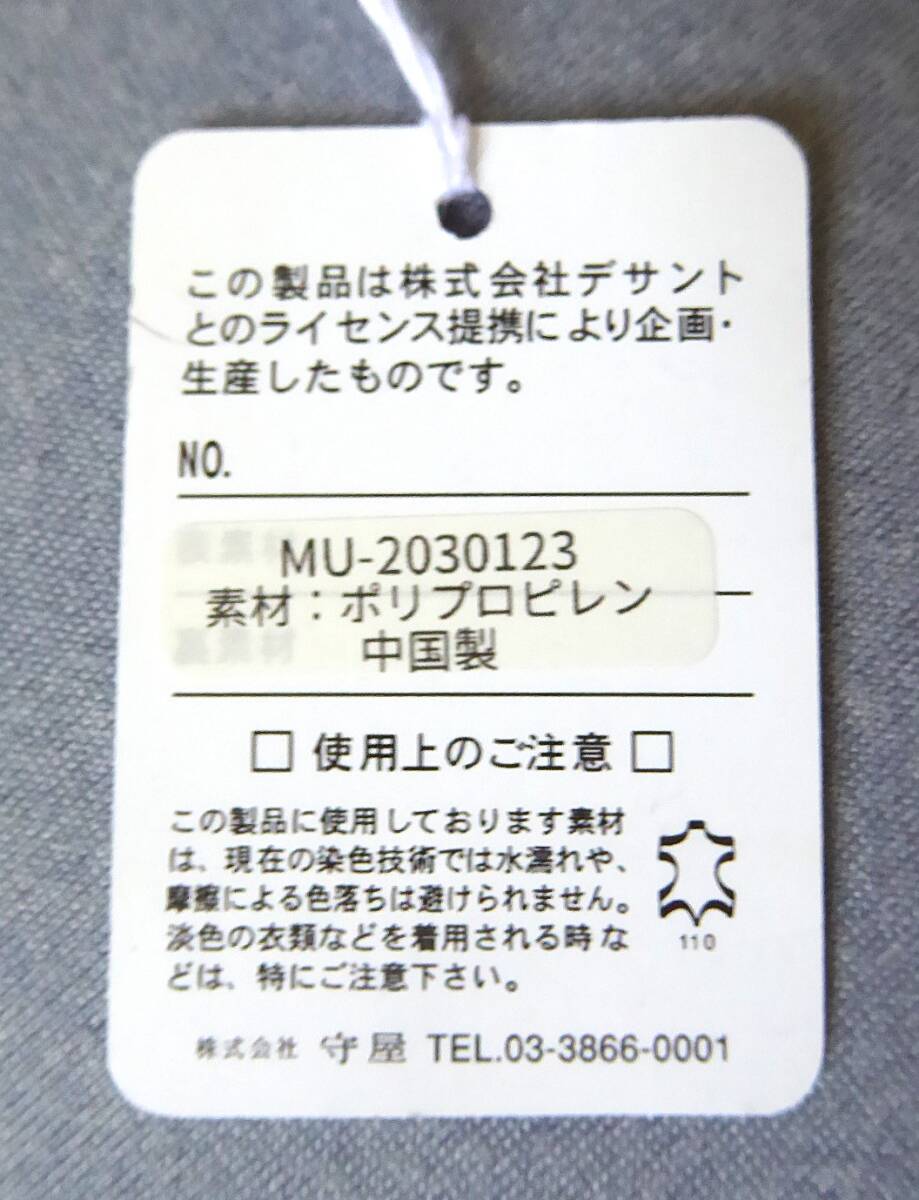 この製品は株式会社デサント
とのライセンス提携により企画・
生産したものです。
NO.
MU-2030123
素材：ポリプロピレン
中国製
□ 使用上のご注意 □
この製品に使用しております素材
は、現在の染色技術では水濡れや、
摩擦による色落ちは避けられません。
淡色の衣類などを着用される時な
どは、特にご注意下さい。
110
株式会社 守屋 TEL.03-3866-0001